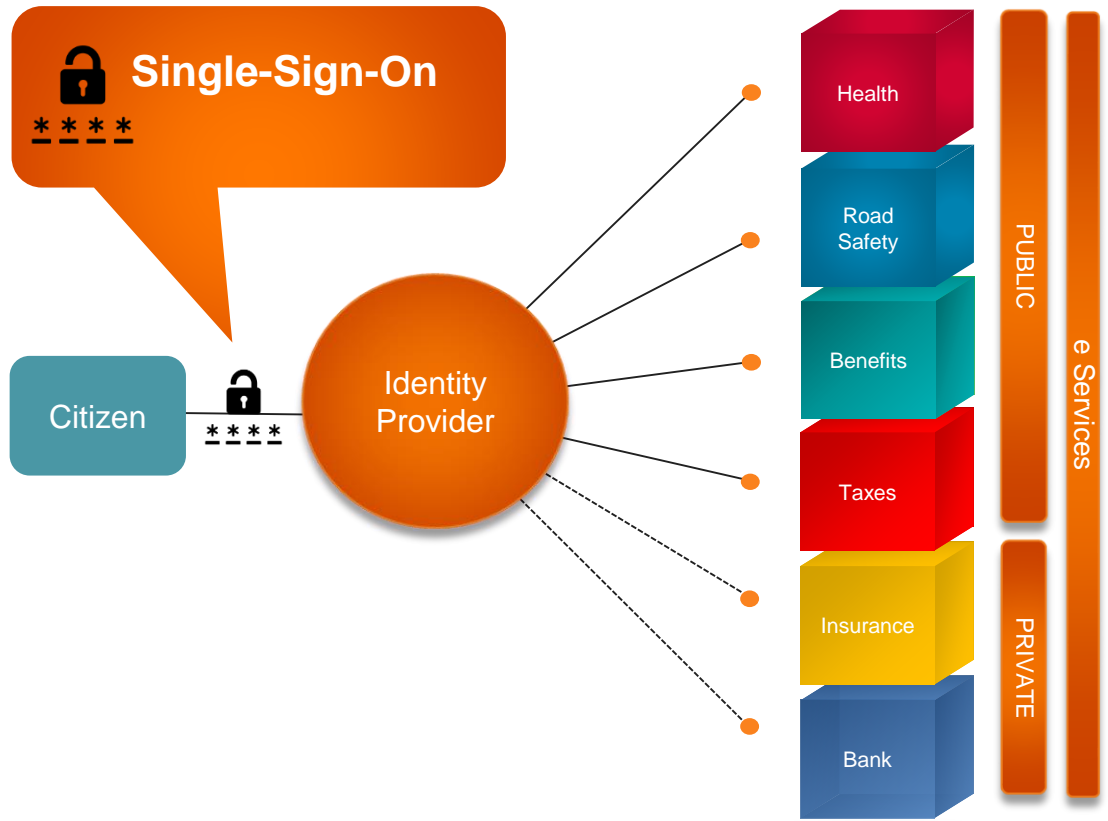 Single-Sign-On
* * * *
Citizen
* * * *
Identity
Provider
Health
Road
Safety
Benefits
Taxes
Insurance
Bank
PUBLIC
PRIVATE
e Services